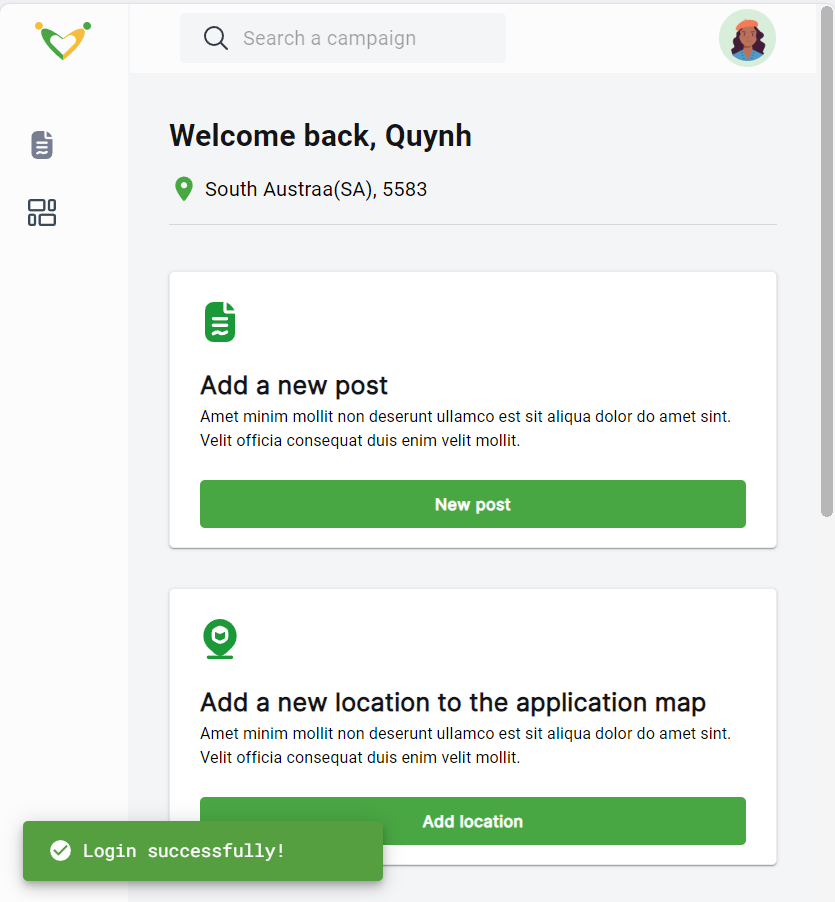 Search a campaign
Welcome back, Quynh
South Austraa(SA), 5583
Add a new post
Amet minim mollit non deserunt ullamco est sit aliqua dolor do amet sint.
Velit officia consequat duis enim velit mollit.
New post
Add a new location to the application map
Amet minim mollit non deserunt ullamco est sit aliqua dolor do amet sint.
Velit officia consequat duis enim velit mollit.
Add location
Login successfully!